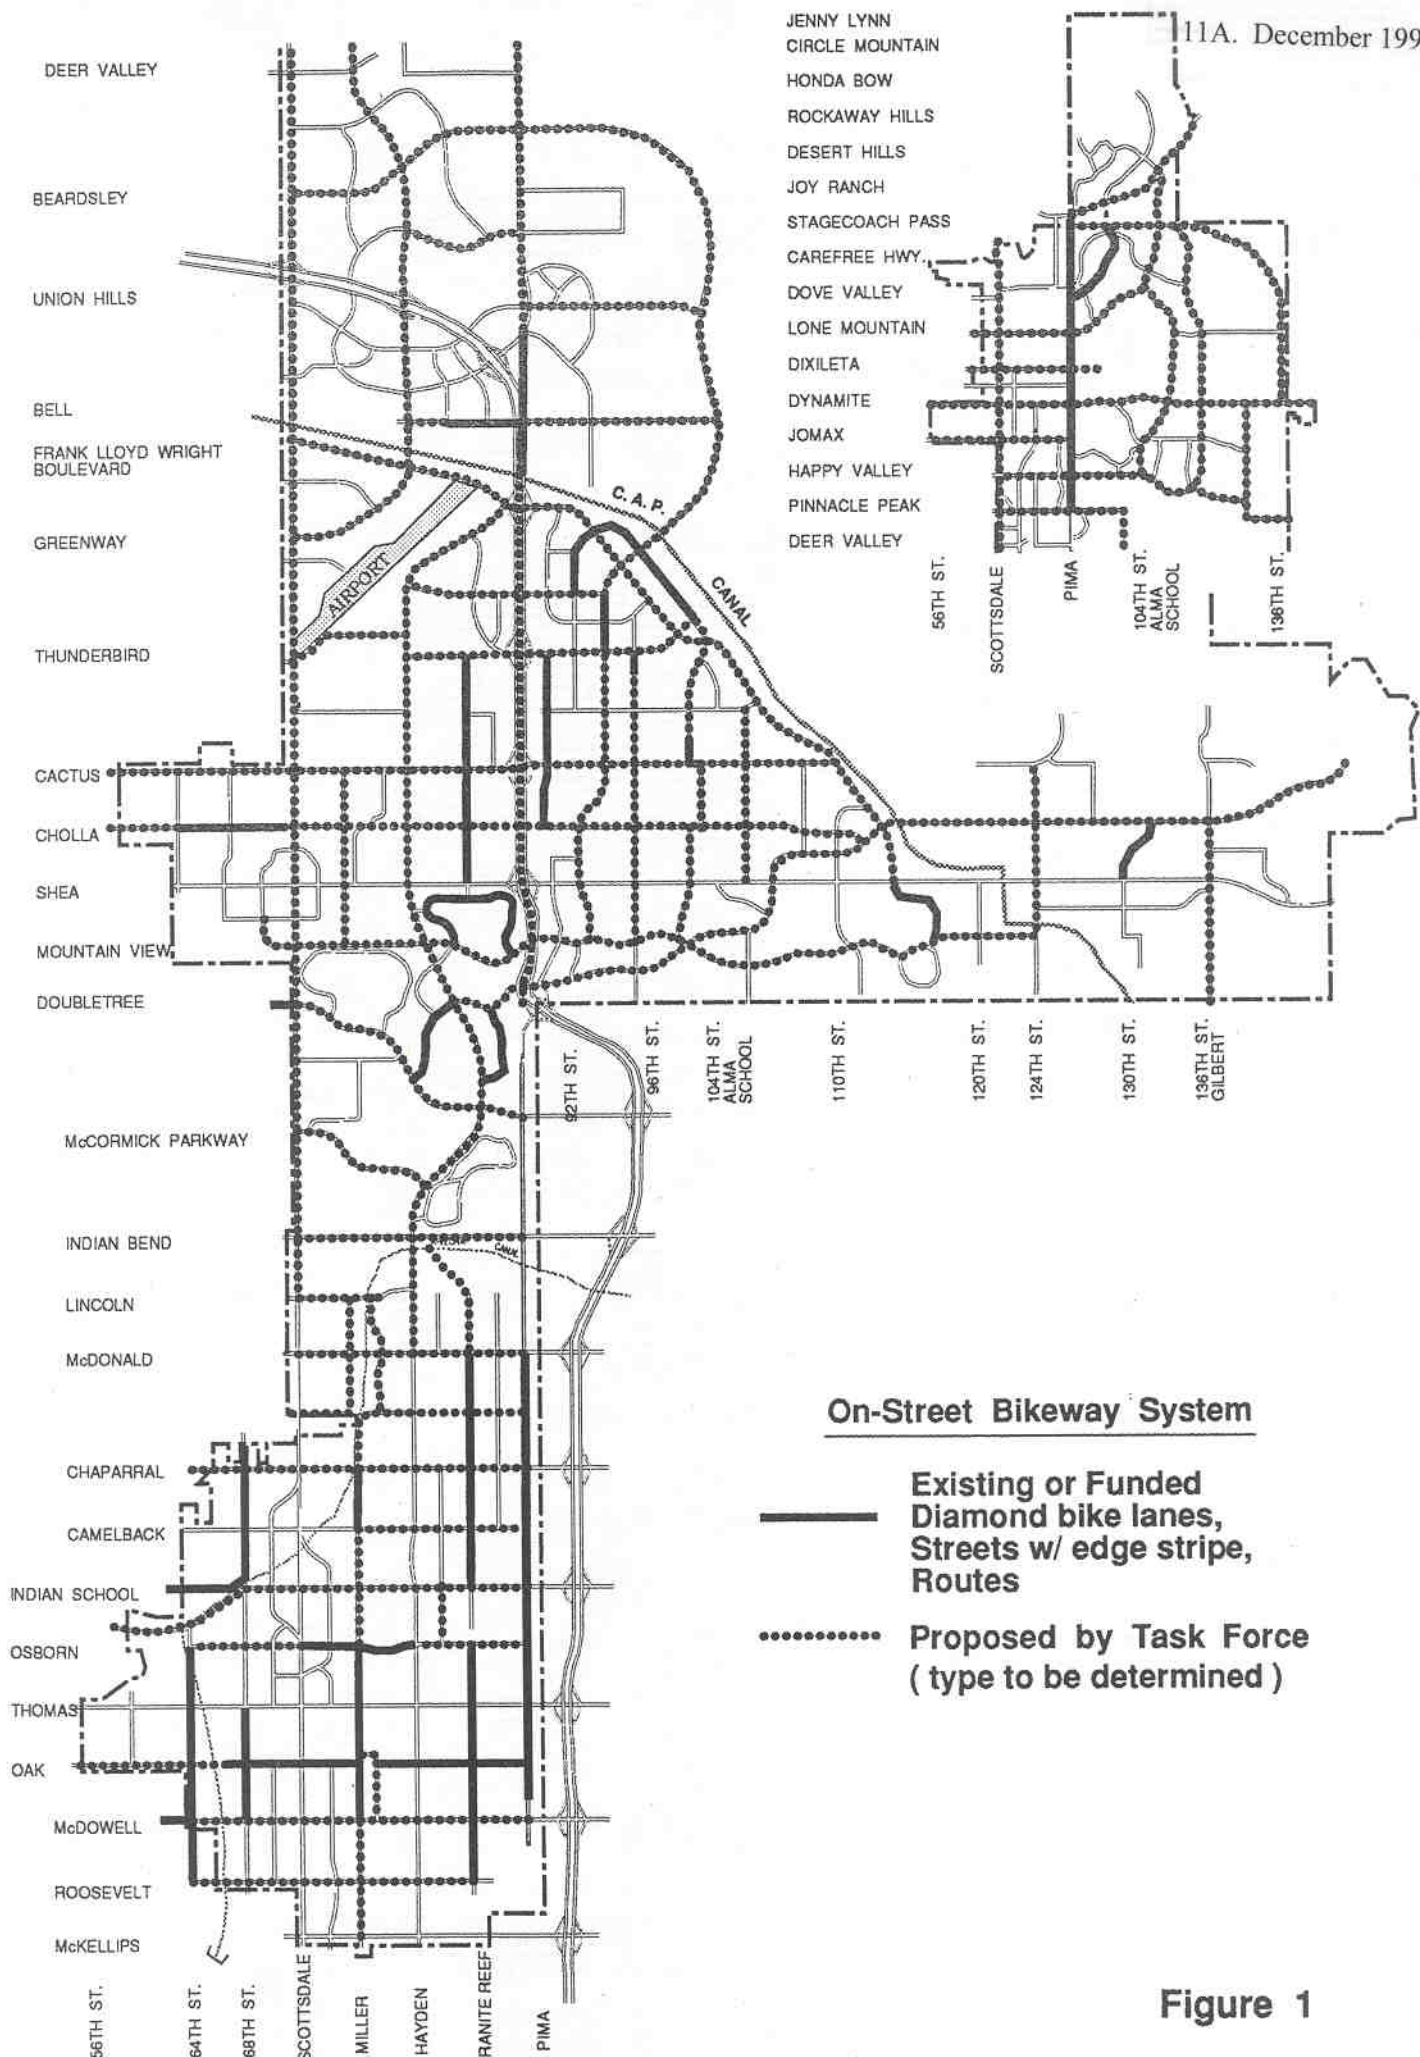 11A. December 199
JENNY LYNN
CIRCLE MOUNTAIN
HONDA BOW
ROCKAWAY HILLS
DESERT HILLS
JOY RANCH
STAGECOACH PASS
CAREFREE HWY.
DOVE VALLEY
LONE MOUNTAIN
DIXILETA
DYNAMITE
JOMAX
HAPPY VALLEY
PINNACLE PEAK
DEER VALLEY
56TH ST.
SCOTTSDALE
PIMA
104TH ST.
ALMA
SCHOOL
136TH ST.
DEER VALLEY
BEARDSLEY
UNION HILLS
BELL
FRANK LLOYD WRIGHT
BOULEVARD
GREENWAY
THUNDERBIRD
CACTUS
CHOLLA
SHEA
MOUNTAIN VIEW
DOUBLETREE
McCORMICK PARKWAY
INDIAN BEND
LINCOLN
McDONALD
CHAPARRAL
CAMELBACK
INDIAN SCHOOL
OSBORN
THOMAS
OAK
McDOWELL
ROOSEVELT
McKELLIPS
C. A. P.
CANAL
AIRPORT
CANAL
92TH ST.
96TH ST.
104TH ST.
ALMA
SCHOOL
110TH ST.
120TH ST.
124TH ST.
130TH ST.
136TH ST.
GILBERT
On-Street Bikeway System
Existing or Funded
Diamond bike lanes,
Streets w/ edge stripe,
Routes
Proposed by Task Force
( type to be determined )
56TH ST.
64TH ST.
68TH ST.
SCOTTSDALE
MILLER
HAYDEN
RANITE REEF
PIMA
Figure 1